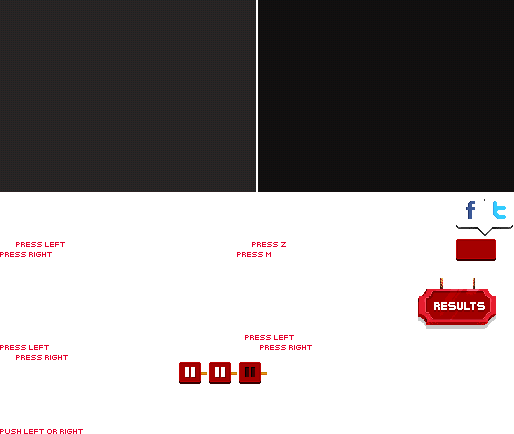 f t
PRESS LEFT
PRESS RIGHT
PRESS Z
PRESS M
RESULTS
PRESS LEFT
PRESS RIGHT
PRESS LEFT
PRESS RIGHT
PUSH LEFT OR RIGHT